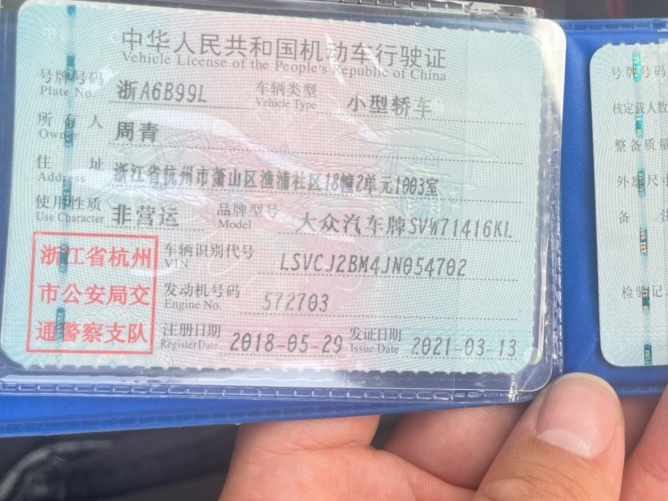 中华人民共和国机动车行驶证
Vehicle License of the People's Republic of China
号牌号码 浙A6B99L 车辆类型 小型轿车
Plate No. Vehicle Type
所有人 周青
Owner
住址 浙江省杭州市萧山区渔浦社区18幢2单元1003室
Address
使用性质 非营运 品牌型号 大众汽车牌SVW71416KL
Use Character Model
浙江省杭州
市公安局交
通警察支队
车辆识别代号 LSVCJ2BM4JN054702
VIN
发动机号码 572703
Engine No.
注册日期 2018-05-29 发证日期 2021-03-13
Register Date Issue Date
号牌号码
核定载人数
整备质量
外廓尺
备
检验记